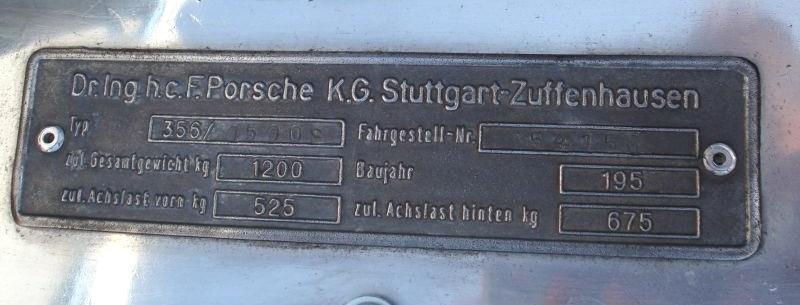 Dr. Ing. h.c. F. Porsche K.G. Stuttgart-Zuffenhausen
Typ 356/ Fahrgestell-Nr.
zul. Gesamtgewicht kg 1200 Baujahr 195
zul. Achslast vorn kg 525 zul. Achslast hinten kg 675